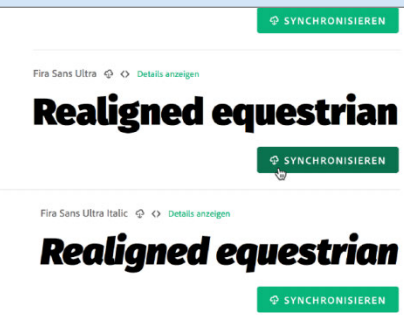 SYNCHRONISIEREN
Fira Sans Ultra Details anzeigen
Realigned equestrian
SYNCHRONISIEREN
Fira Sans Ultra Italic Details anzeigen
Realigned equestrian
SYNCHRONISIEREN